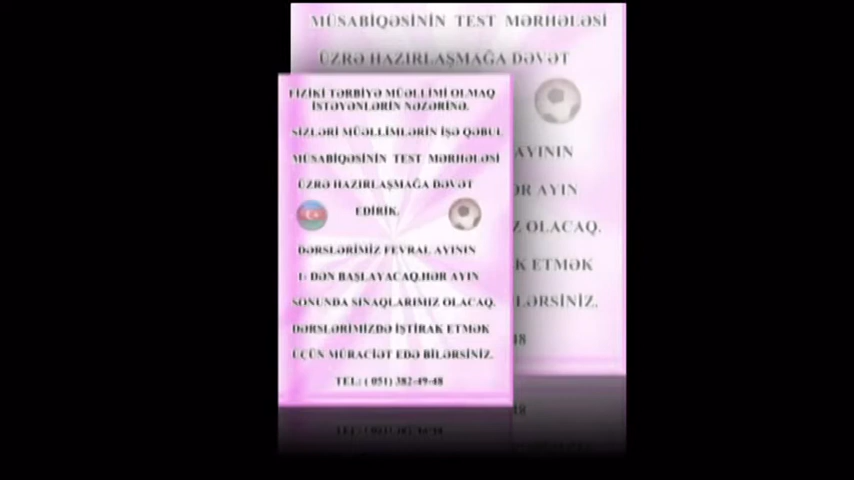 MÜSABİQƏSİNİN TEST MƏRHƏLƏSİ
ÜZRƏ HAZIRLAŞMAĞA DƏVƏT
FİZİKİ TƏRBİYƏ MÜƏLLİMİ OLMAQ
İSTƏYƏNLƏRİN NƏZƏRİNƏ.
SİZLƏRİ MÜƏLLİMLƏRİN İŞƏ QƏBUL
MÜSABİQƏSİNİN TEST MƏRHƏLƏSİ
ÜZRƏ HAZIRLAŞMAĞA DƏVƏT
EDİRİK.
DƏRSLƏRİMİZ FEVRAL AYININ
1- DƏN BAŞLAYACAQ.HƏR AYIN
SONUNDA SINAQLARIMIZ OLACAQ.
DƏRSLƏRİMİZDƏ İŞTİRAK ETMƏK
ÜÇÜN MÜRACİƏT EDƏ BİLƏRSİNİZ.
TEL: ( 051) 382-49-48
AYININ
ƏR AYIN
Z OLACAQ.
K ETMƏK
LƏRSİNİZ.
48